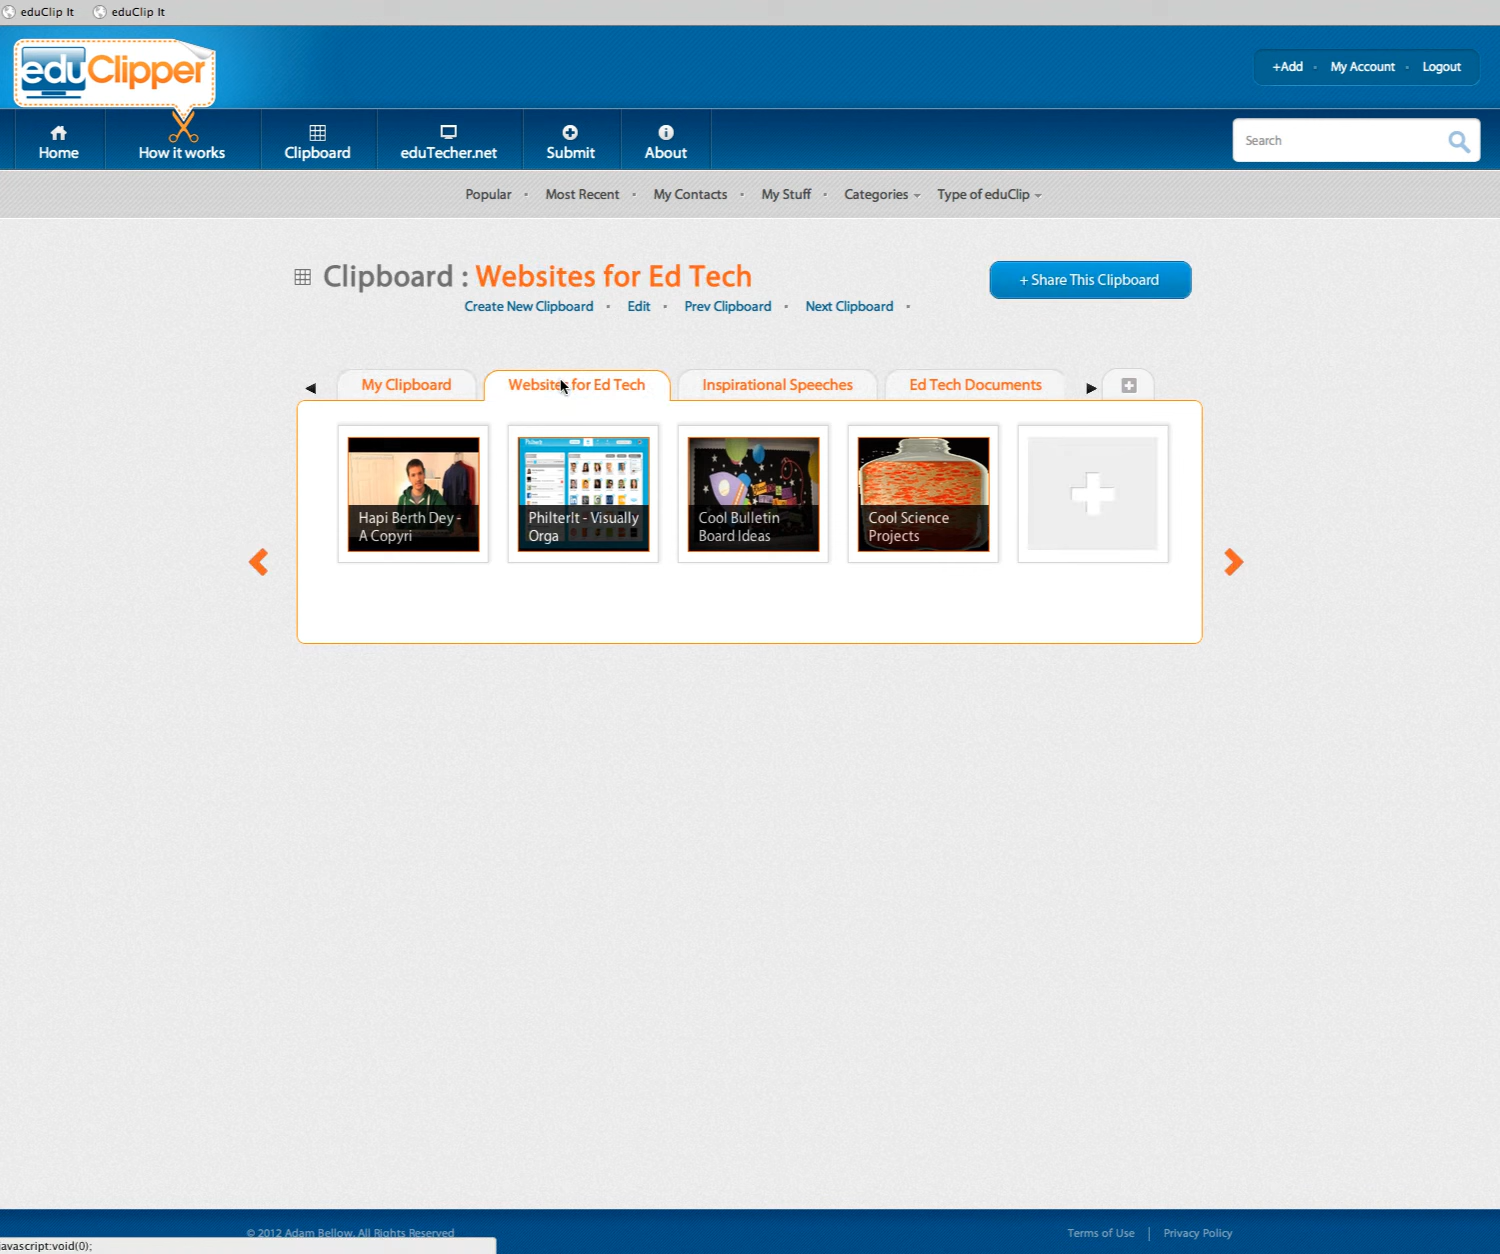 eduClip It eduClip It
eduClipper
+Add · My Account · Logout
Home How it works Clipboard eduTecher.net Submit About
Search
Popular · Most Recent · My Contacts · My Stuff · Categories Type of eduClip
Clipboard : Websites for Ed Tech
+ Share This Clipboard
Create New Clipboard · Edit · Prev Clipboard · Next Clipboard ·
My Clipboard Websites for Ed Tech Inspirational Speeches Ed Tech Documents
Hapi Berth Dey -
A Copyri
PhilterIt - Visually
Orga
Cool Bulletin
Board Ideas
Cool Science
Projects
© 2012 Adam Bellow. All Rights Reserved
Terms of Use | Privacy Policy
avascript:void(0);